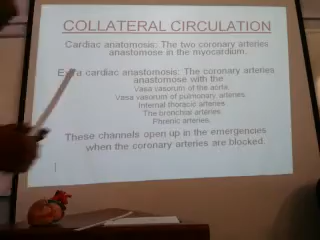 COLLATERAL CIRCULATION
Cardiac anatomosis: The two coronary arteries
anastomose in the myocardium.
cardiac anastomosis: The coronary arteries
anastomose with the
Vasa vasorum of the aorta,
Vasa vasorum of pulmonary arteries,
Internal thoracic arteries
The bronchial arteries
Phrenic arteries.
These channels open up in the emergencies
when the coronary arteries are blocked.